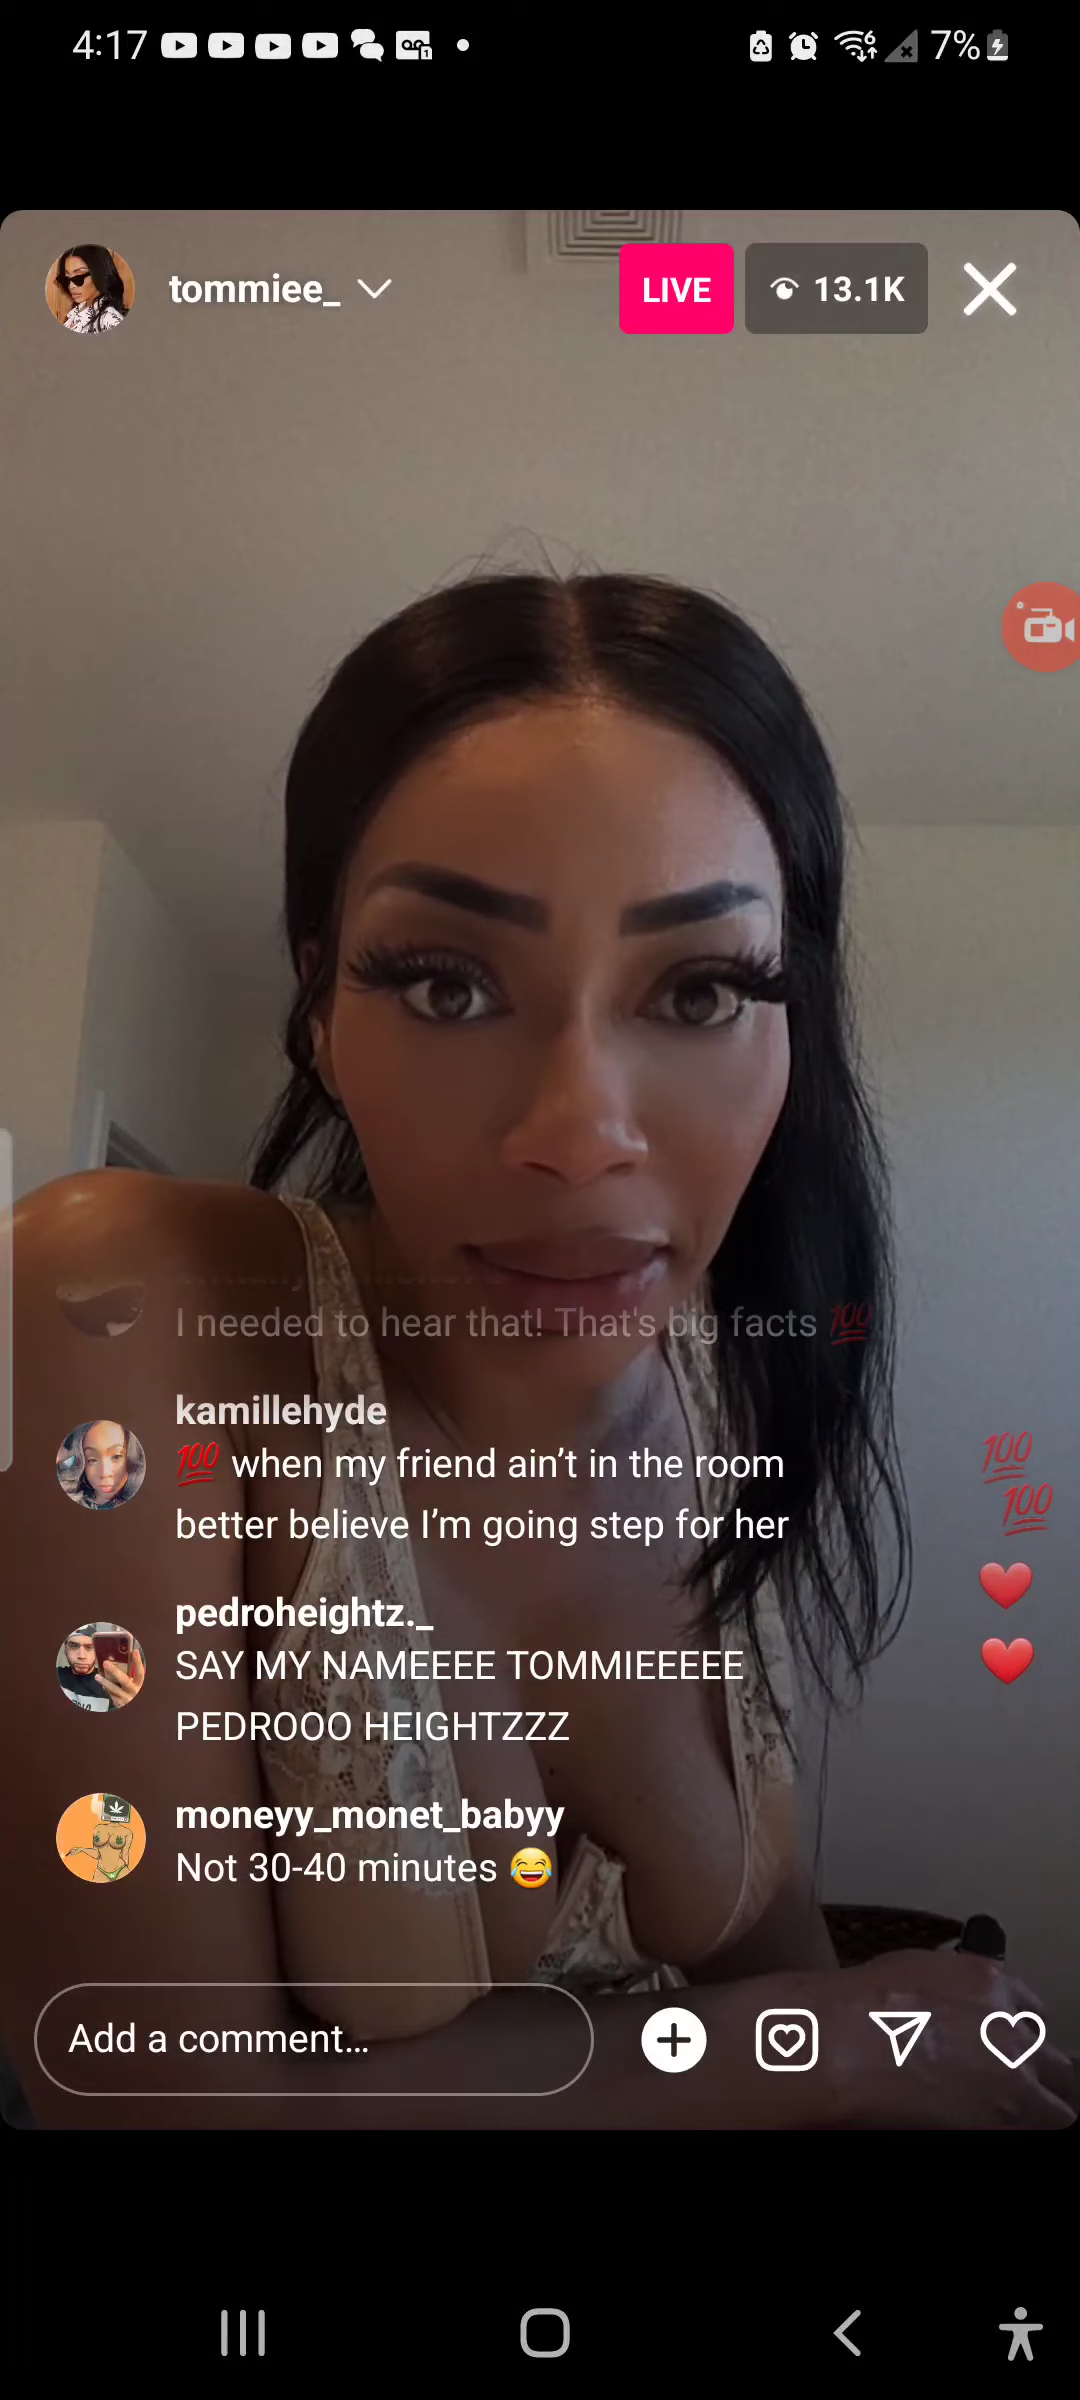 4:17
7%
tommiee_
LIVE
13.1K
I needed to hear that! That's big facts 💯
kamillehyde
💯 when my friend ain't in the room
better believe I'm going step for her
pedroheightz._
SAY MY NAMEEEE TOMMIEEEEE
PEDROOO HEIGHTZZZ
moneyy_monet_babyy
Not 30-40 minutes 😂
Add a comment...